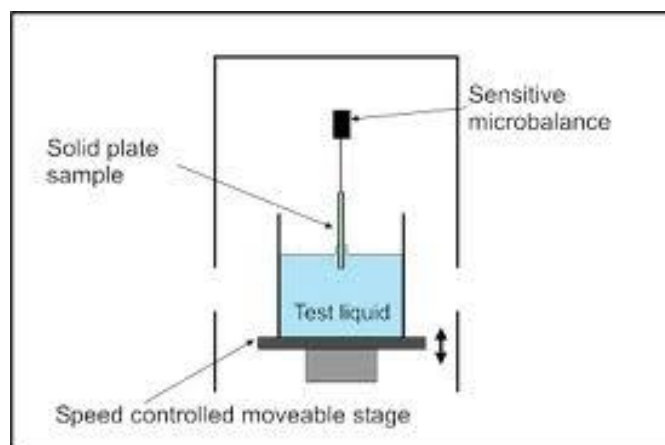 Sensitive
microbalance
Solid plate
sample
Test liquid
Speed controlled moveable stage